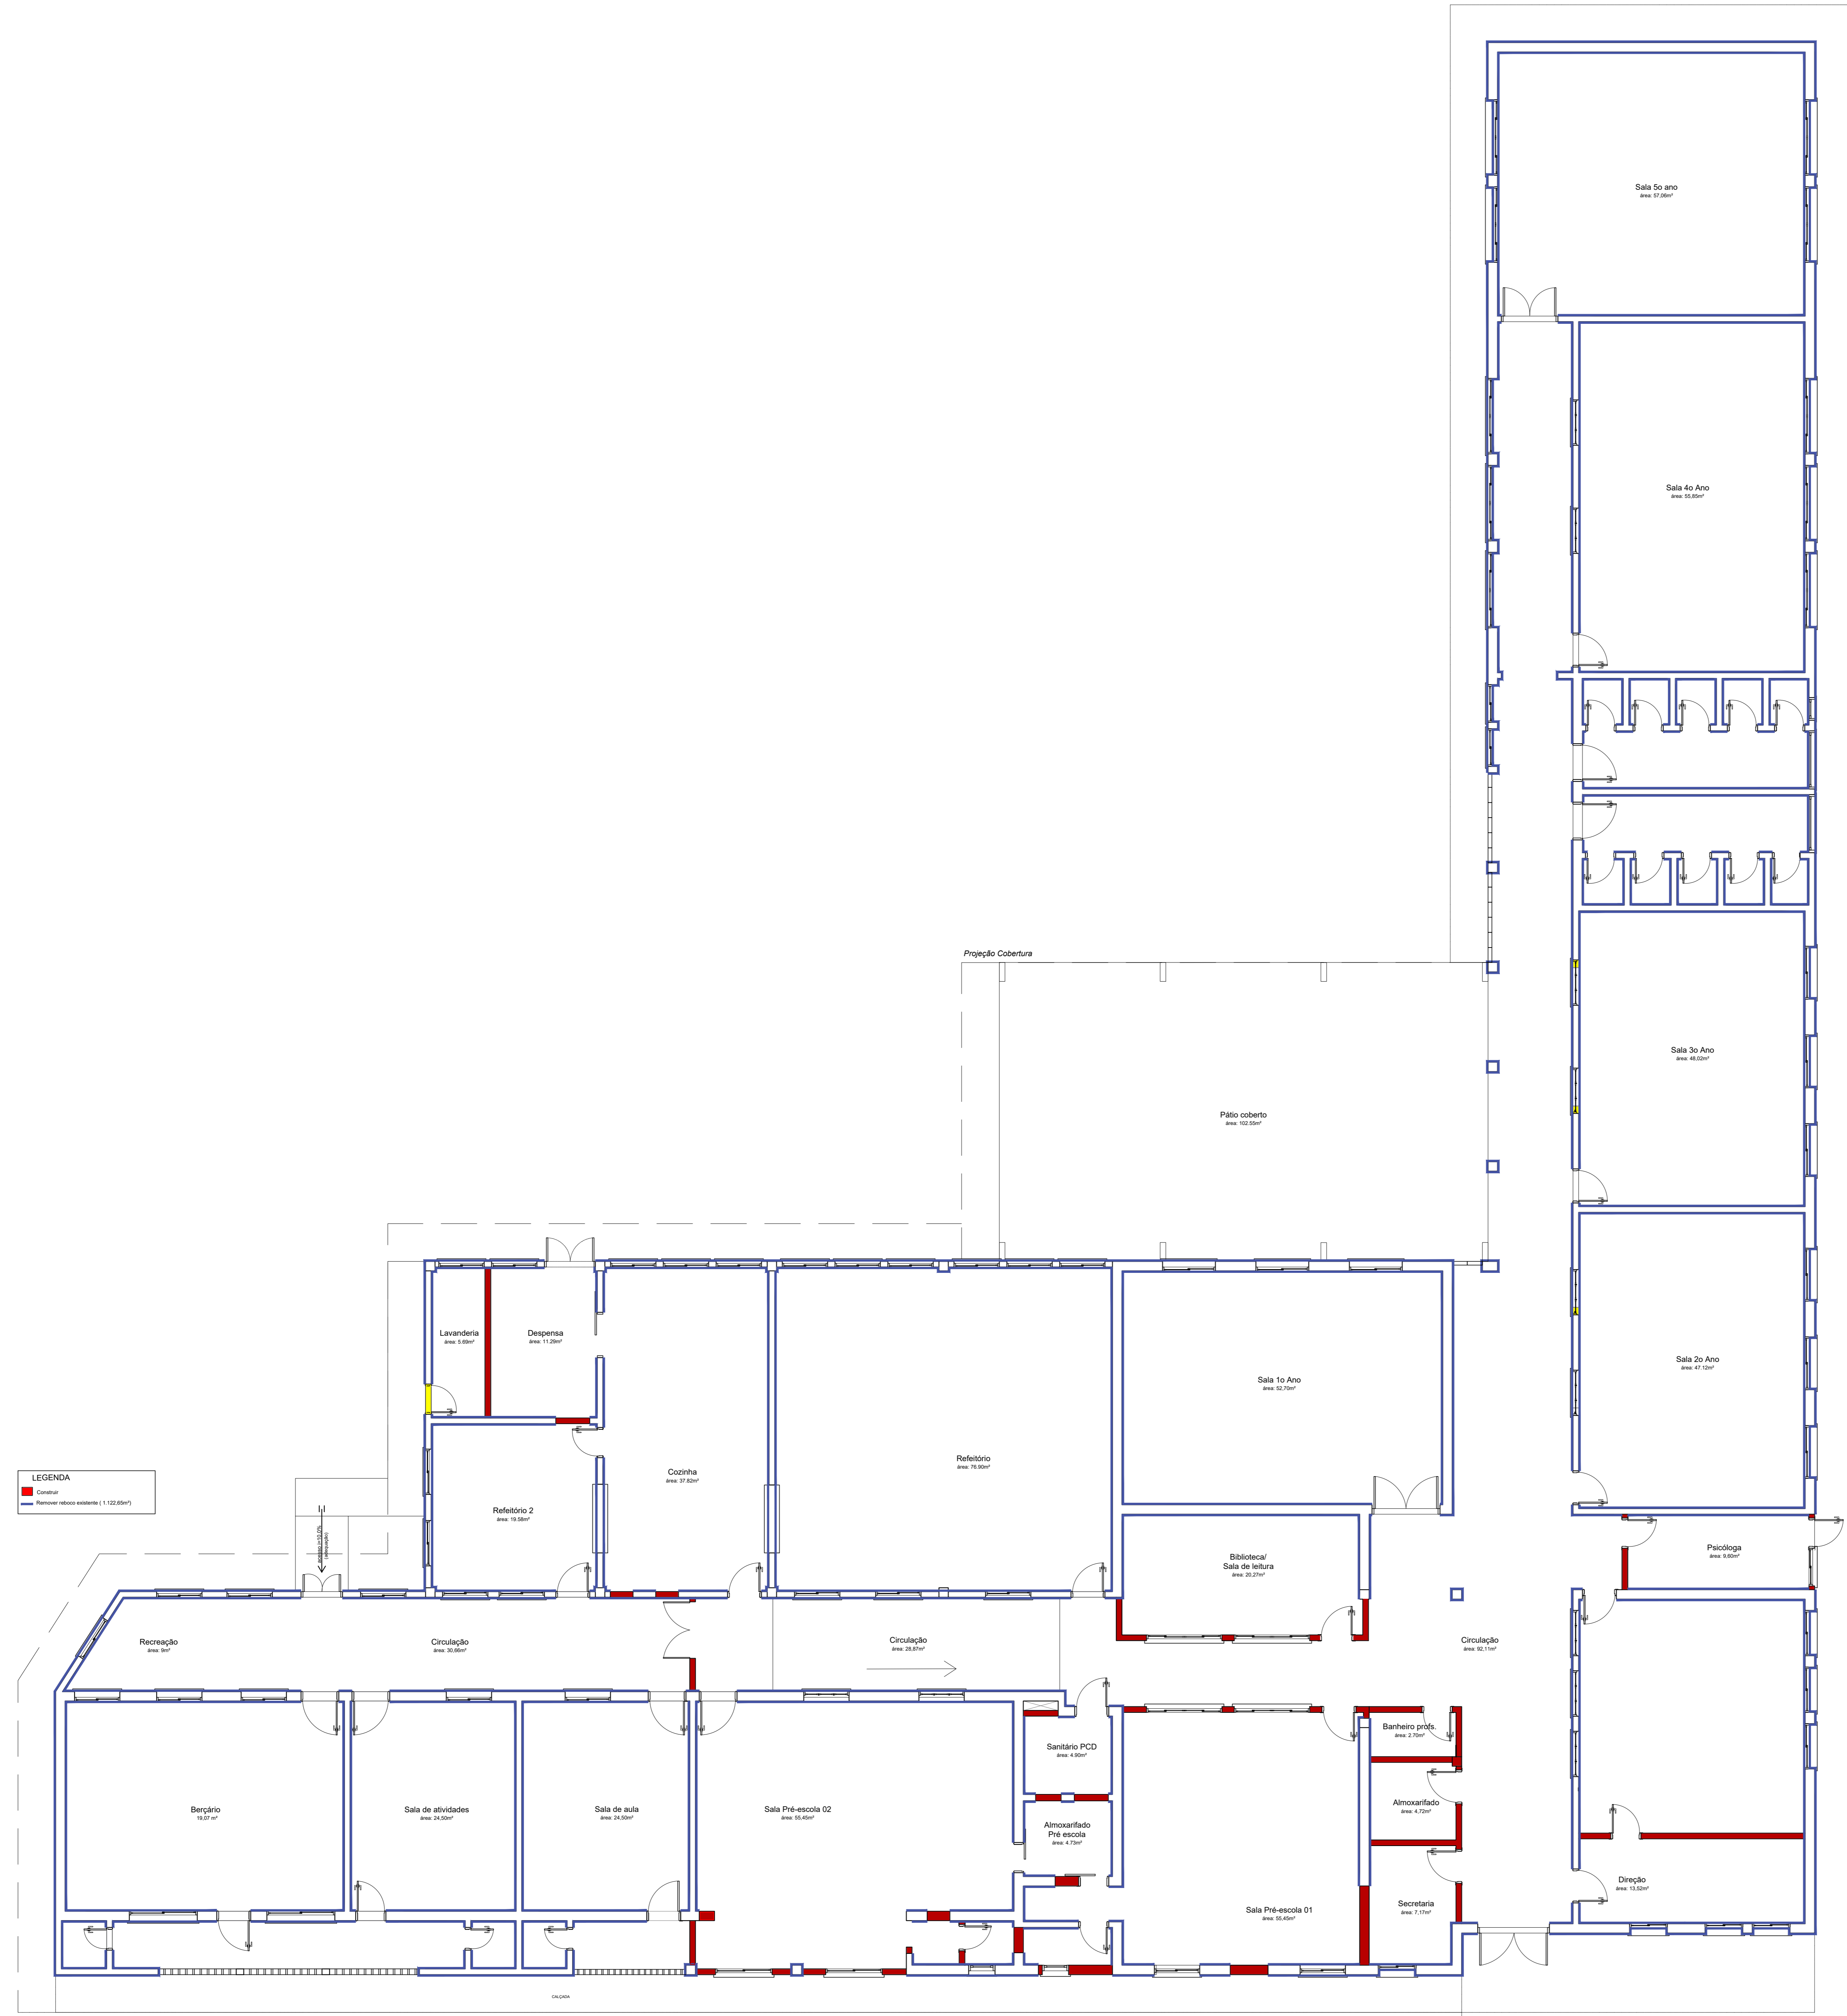 Sala 5o ano
área: 57,06m²
Sala 4o Ano
área: 55,85m²
Projeção Cobertura
Sala 3o Ano
área: 48,02m²
Pátio coberto
área: 102.55m²
Lavanderia
área: 5.69m²
Despensa
área: 11.29m²
Sala 1o Ano
área: 52,70m²
Sala 2o Ano
área: 47.12m²
Refeitório
área: 76.90m²
Cozinha
área: 37.82m²
LEGENDA
Construir
Remover reboco existente ( 1.122,65m²)
Refeitório 2
área: 19.58m²
acesso i=10,0%
(adequação)
Biblioteca/
Sala de leitura
área: 20,27m²
Psicóloga
área: 9,60m²
Recreação
área: 9m²
Circulação
área: 30,66m²
Circulação
área: 28,87m²
Circulação
área: 92,11m²
Banheiro profs.
área: 2.70m²
Sanitário PCD
área: 4.90m²
Berçário
19,07 m²
Sala de atividades
área: 24,50m²
Sala de aula
área: 24,50m²
Sala Pré-escola 02
área: 55,45m²
Almoxarifado
área: 4,72m²
Almoxarifado
Pré escola
área: 4.73m²
Direção
área: 13,52m²
Secretaria
área: 7,17m²
Sala Pré-escola 01
área: 55,45m²
CALÇADA